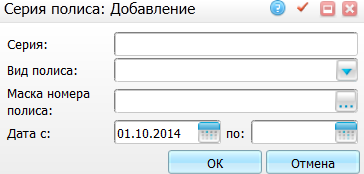 Серия полиса: Добавление
Серия:
Вид полиса:
Маска номера
полиса:
Дата с: 01.10.2014 по:
ОК Отмена